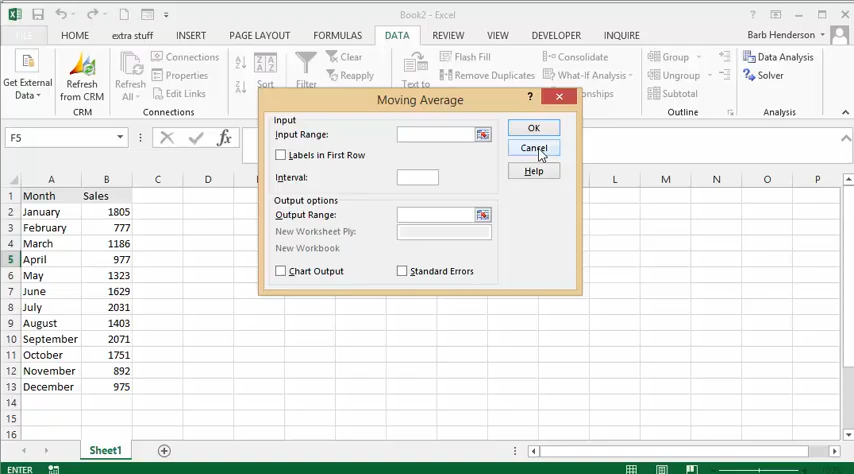 Book2 - Excel
FILE HOME extra stuff INSERT PAGE LAYOUT FORMULAS DATA REVIEW VIEW DEVELOPER INQUIRE Barb Henderson
Get External Data
Refresh from CRM
CRM
Refresh All
Connections
Properties
Edit Links
Connections
Sort
Filter
Clear
Reapply
Text to
Flash Fill
Remove Duplicates
Consolidate
What-If Analysis
Group
Ungroup
Subtotal
Outline
Data Analysis
Solver
Analysis
F5
fx
Moving Average
?
Input
Input Range:
Labels in First Row
Interval:
Output options
Output Range:
New Worksheet Ply:
New Workbook
Chart Output
Standard Errors
OK
Cancel
Help
A B C D L M N O P
1 Month Sales
2 January 1805
3 February 777
4 March 1186
5 April 977
6 May 1323
7 June 1629
8 July 2031
9 August 1403
10 September 2071
11 October 1751
12 November 892
13 December 975
14
15
16
Sheet1
ENTER